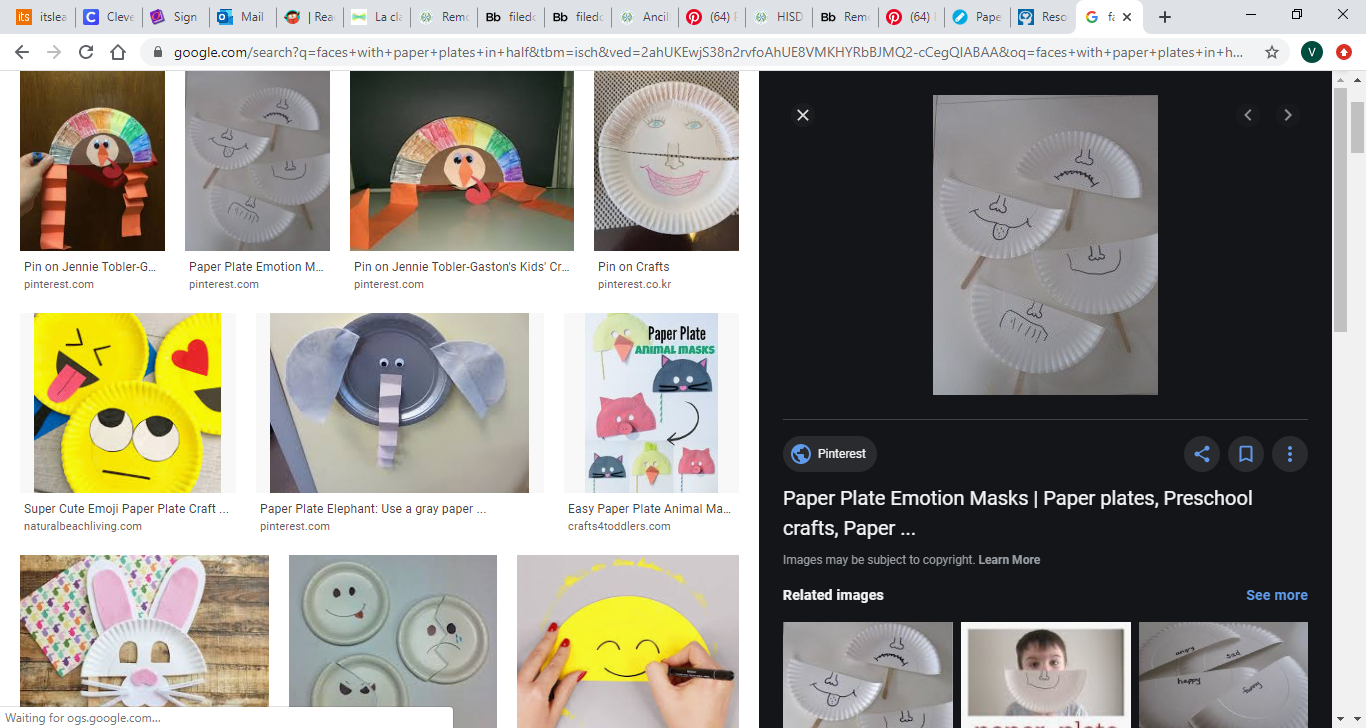 itslea
Cleve
Sign
Mail
| Rea
La cla
Remo
Bb filedo
Bb filedo
Ancil
(64) 
HISD
Bb Remo
(64) 
Pape
Reso
fa
google.com/search?q=faces+with+paper+plates+in+half&tbm=isch&ved=2ahUKEwjS38n2rvfoAhUE8VMKHYRbBJMQ2-cCegQIABAA&oq=faces+with+paper+plates+in+h...
V
Pin on Jennie Tobler-G...
pinterest.com
Paper Plate Emotion M...
pinterest.com
Pin on Jennie Tobler-Gaston's Kids' Cr...
pinterest.com
Pin on Crafts
pinterest.co.kr
Paper Plate
ANIMAL MASKS
Super Cute Emoji Paper Plate Craft ...
naturalbeachliving.com
Paper Plate Elephant: Use a gray paper ...
pinterest.com
Easy Paper Plate Animal Ma...
crafts4toddlers.com
Waiting for ogs.google.com...
Pinterest
Paper Plate Emotion Masks | Paper plates, Preschool
crafts, Paper ...
Images may be subject to copyright. Learn More
Related images
See more
angry
sad
happy
paper plate